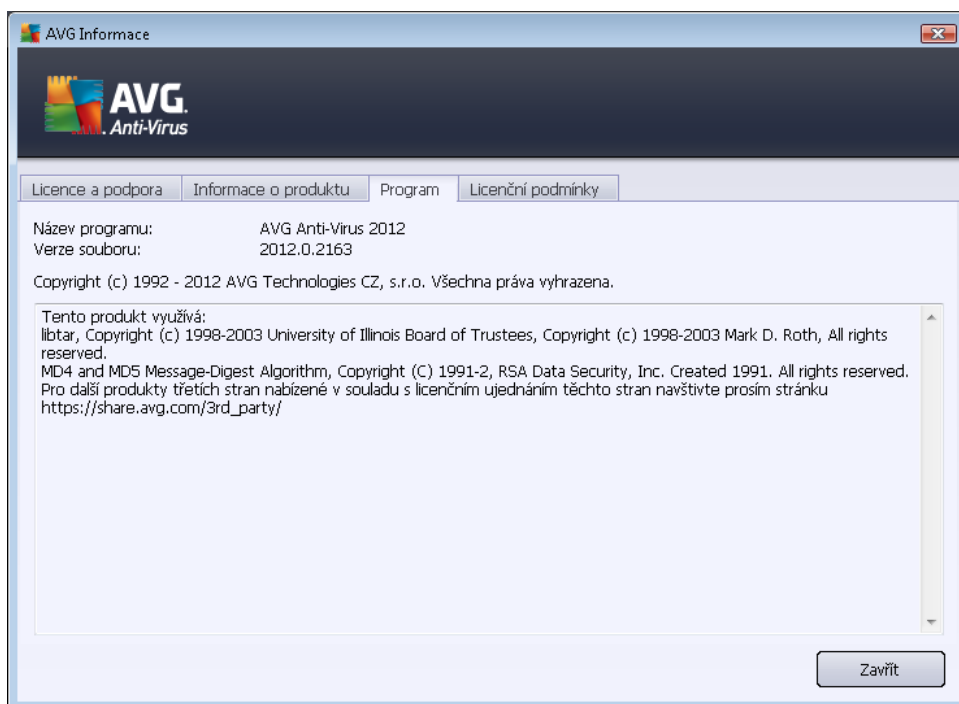 AVG Informace
AVG.
Anti-Virus
Licence a podpora
Informace o produktu
Program
Licenční podmínky
Název programu: AVG Anti-Virus 2012
Verze souboru: 2012.0.2163
Copyright (c) 1992 - 2012 AVG Technologies CZ, s.r.o. Všechna práva vyhrazena.
Tento produkt využívá:
libtar, Copyright (c) 1998-2003 University of Illinois Board of Trustees, Copyright (c) 1998-2003 Mark D. Roth, All rights
reserved.
MD4 and MD5 Message-Digest Algorithm, Copyright (C) 1991-2, RSA Data Security, Inc. Created 1991. All rights reserved.
Pro další produkty třetích stran nabízené v souladu s licenčním ujednáním těchto stran navštivte prosím stránku
https://share.avg.com/3rd_party/
Zavřít